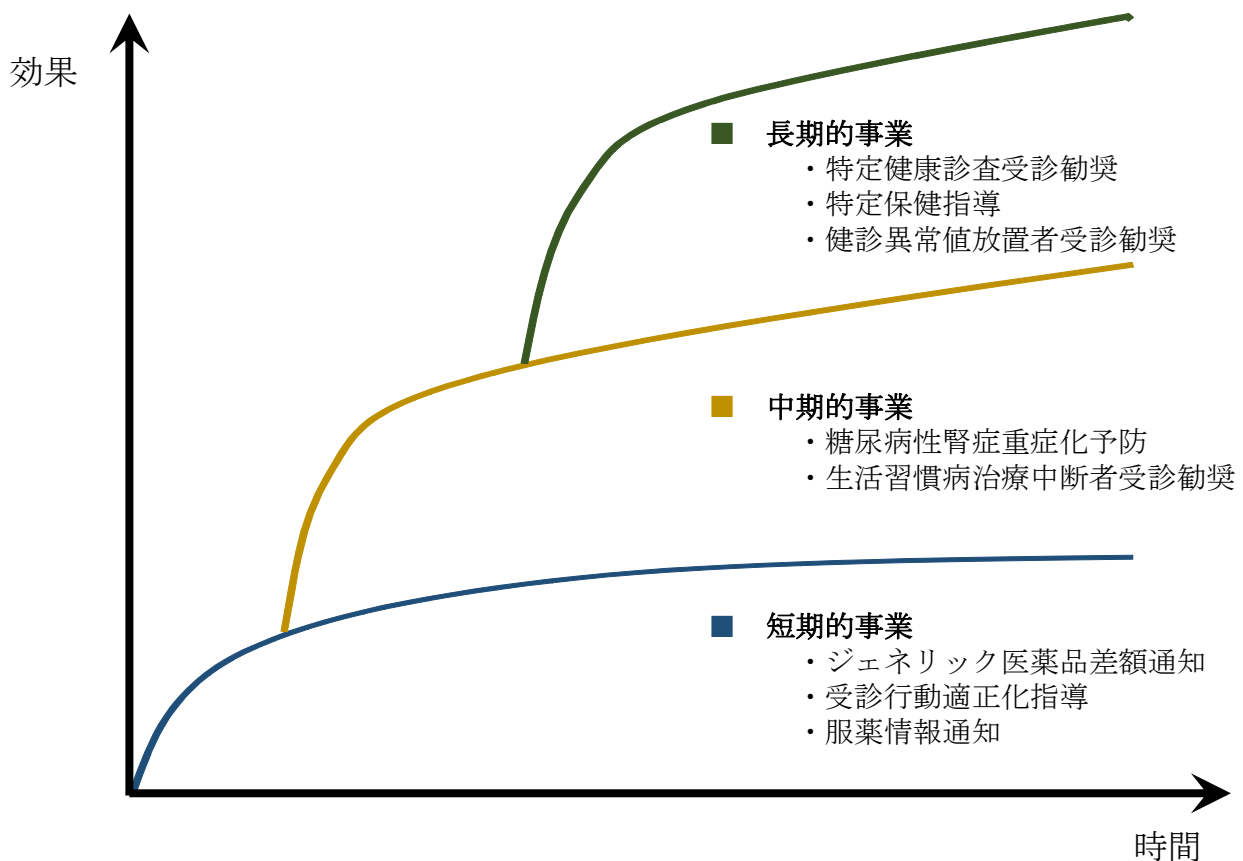 効果
■ 長期的事業
・特定健康診査受診勧奨
・特定保健指導
・健診異常値放置者受診勧奨
■ 中期的事業
・糖尿病性腎症重症化予防
・生活習慣病治療中断者受診勧奨
■ 短期的事業
・ジェネリック医薬品差額通知
・受診行動適正化指導
・服薬情報通知
時間